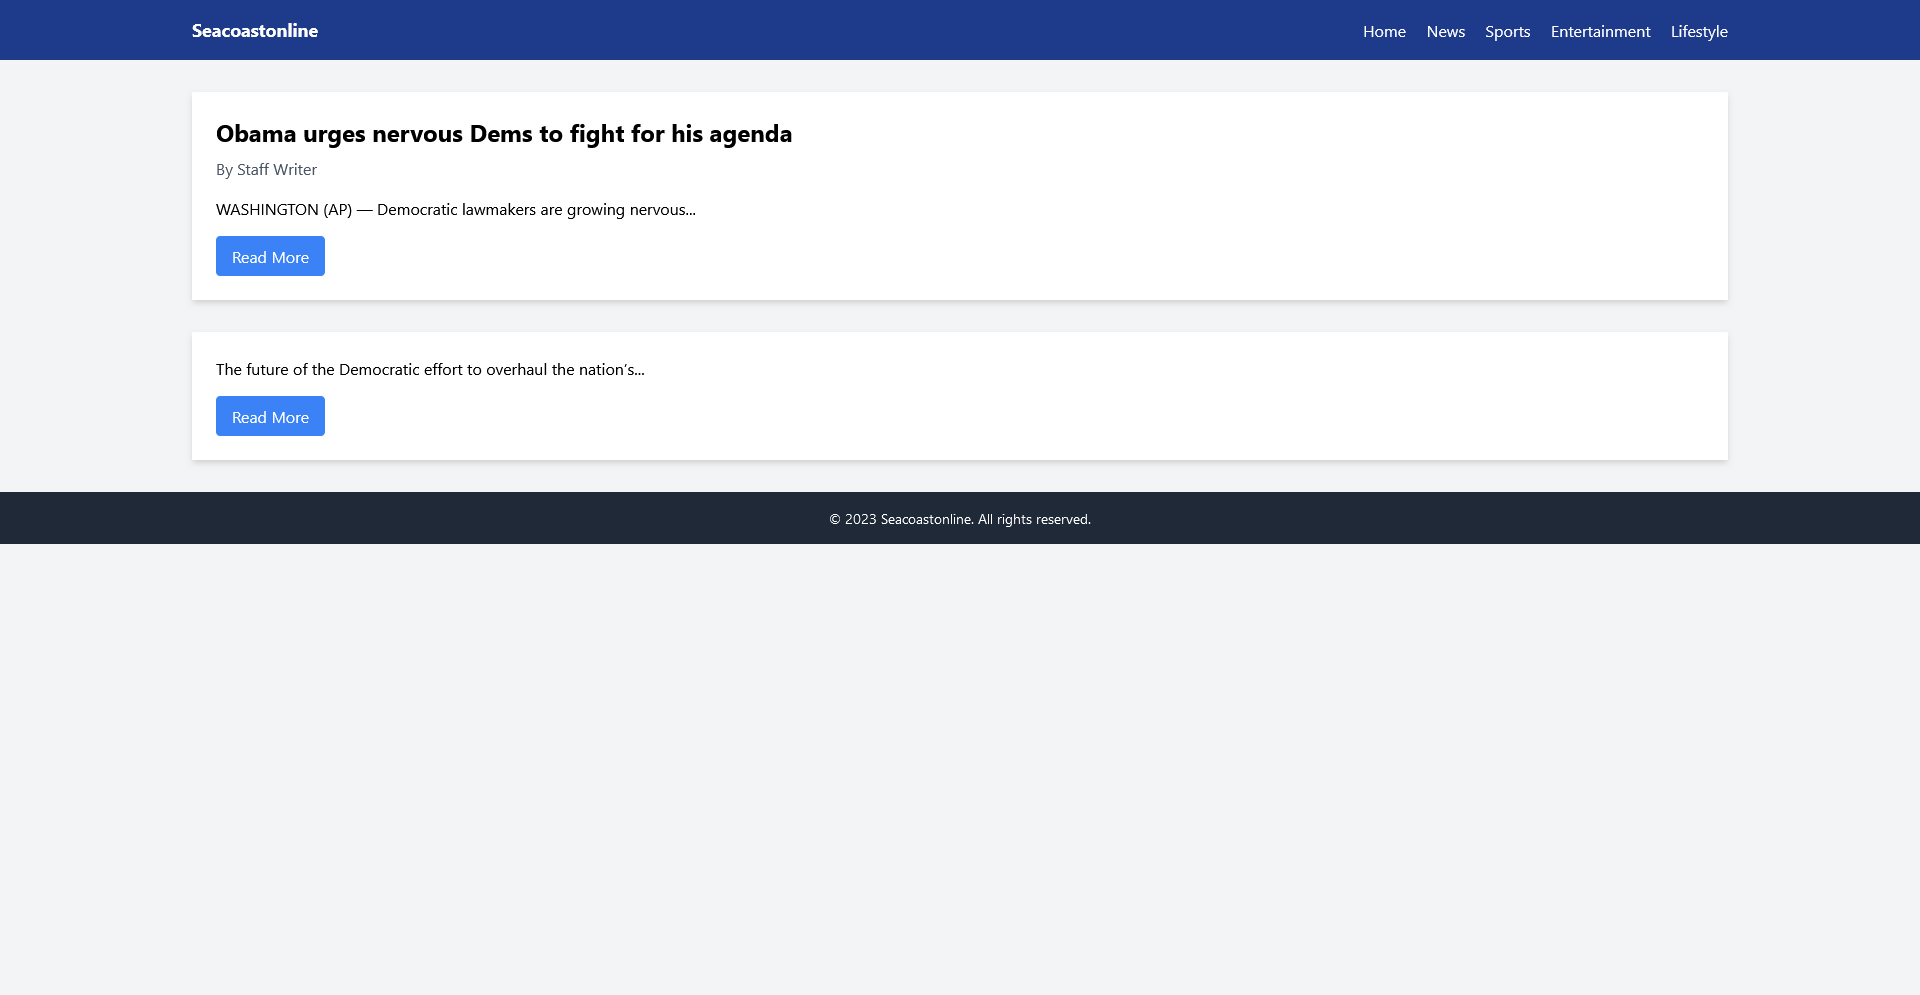 Seacoastonline
Home News Sports Entertainment Lifestyle
Obama urges nervous Dems to fight for his agenda
By Staff Writer
WASHINGTON (AP) — Democratic lawmakers are growing nervous...
Read More
The future of the Democratic effort to overhaul the nation’s...
Read More
© 2023 Seacoastonline. All rights reserved.